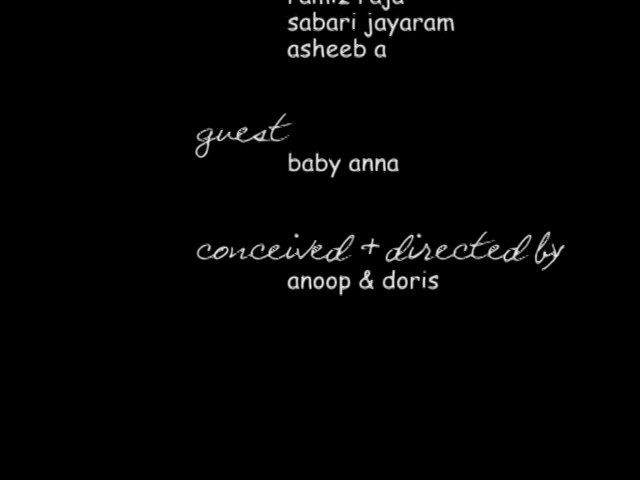 sabari jayaram
asheeb a
guest
baby anna
conceived + directed by
anoop & doris